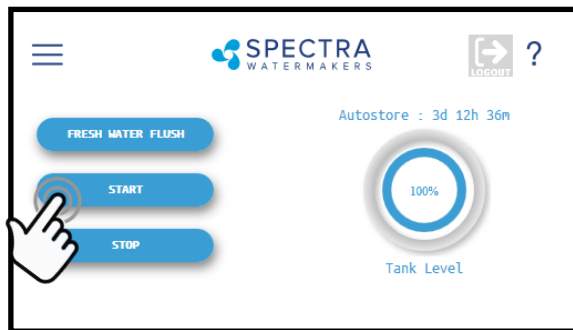 SPECTRA
WATERMAKERS
LOGOUT
?
Autostore : 3d 12h 36m
FRESH WATER FLUSH
START
100%
STOP
Tank Level